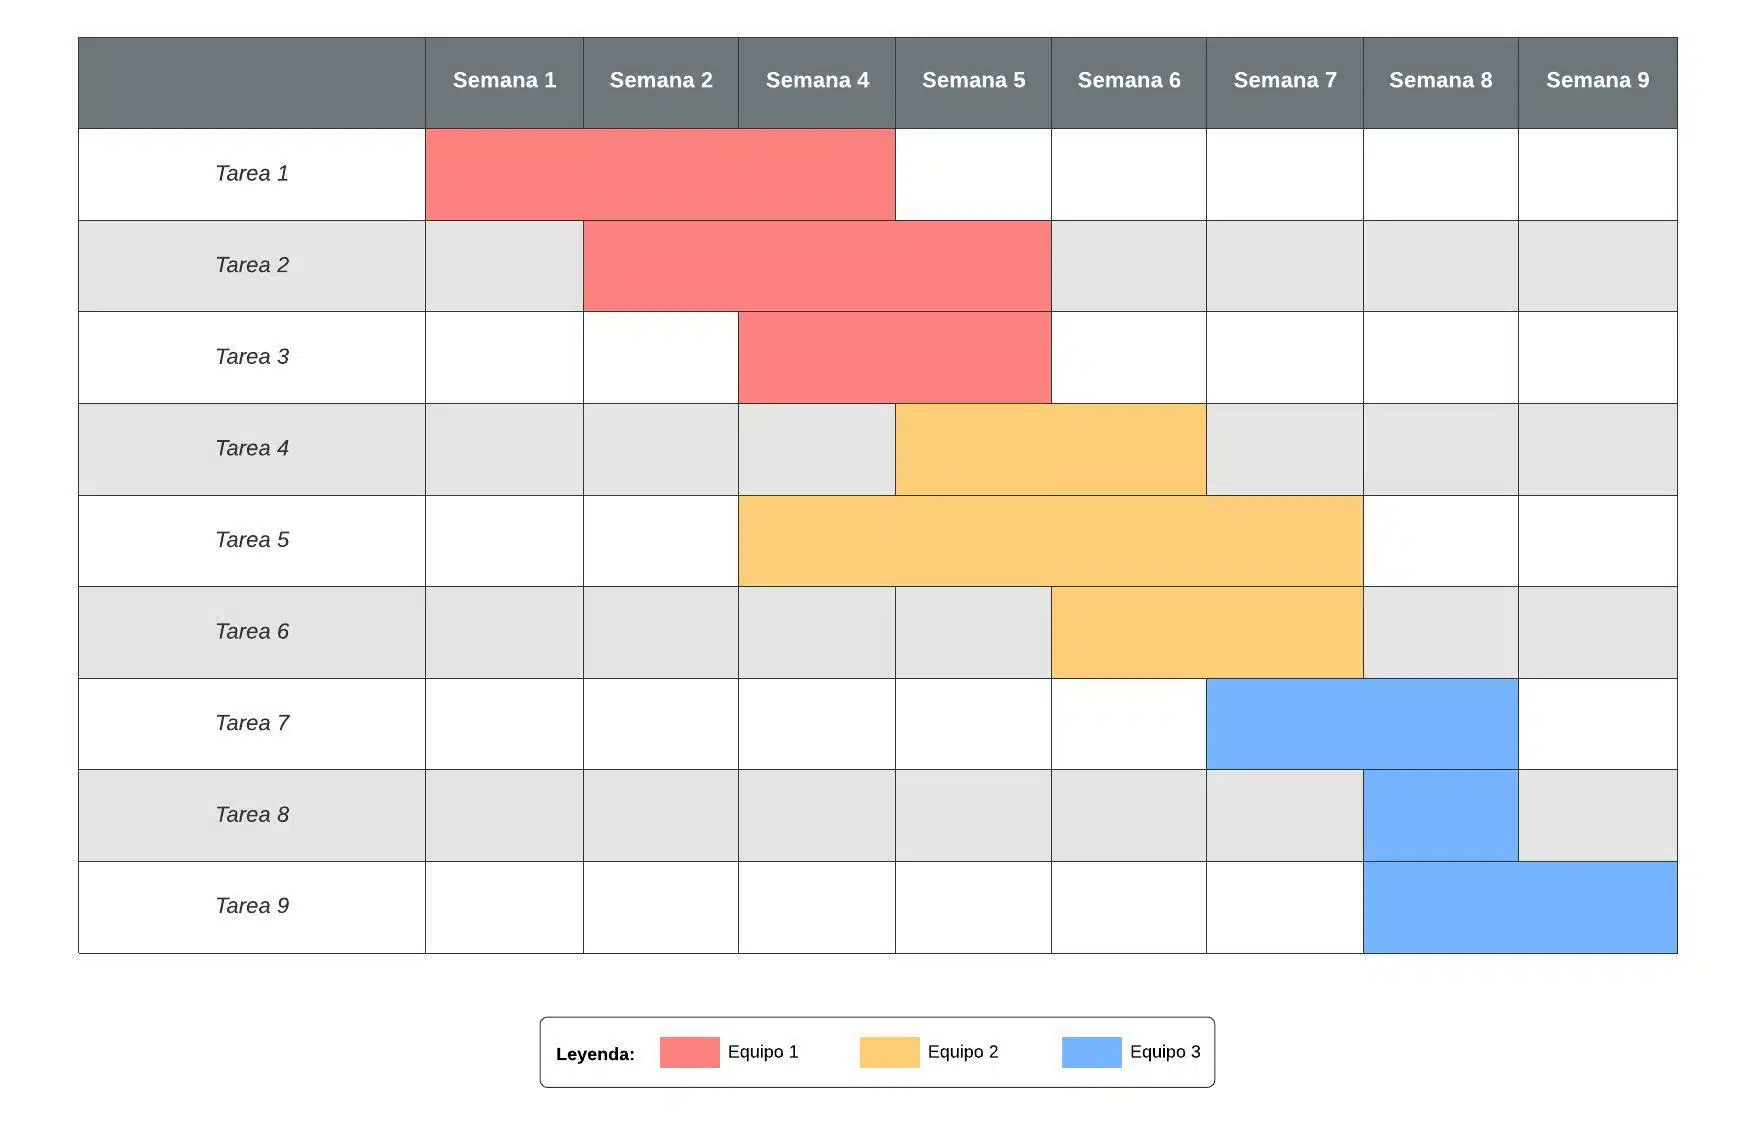 Semana 1 Semana 2 Semana 4 Semana 5 Semana 6 Semana 7 Semana 8 Semana 9
Tarea 1
Tarea 2
Tarea 3
Tarea 4
Tarea 5
Tarea 6
Tarea 7
Tarea 8
Tarea 9
Leyenda: Equipo 1 Equipo 2 Equipo 3